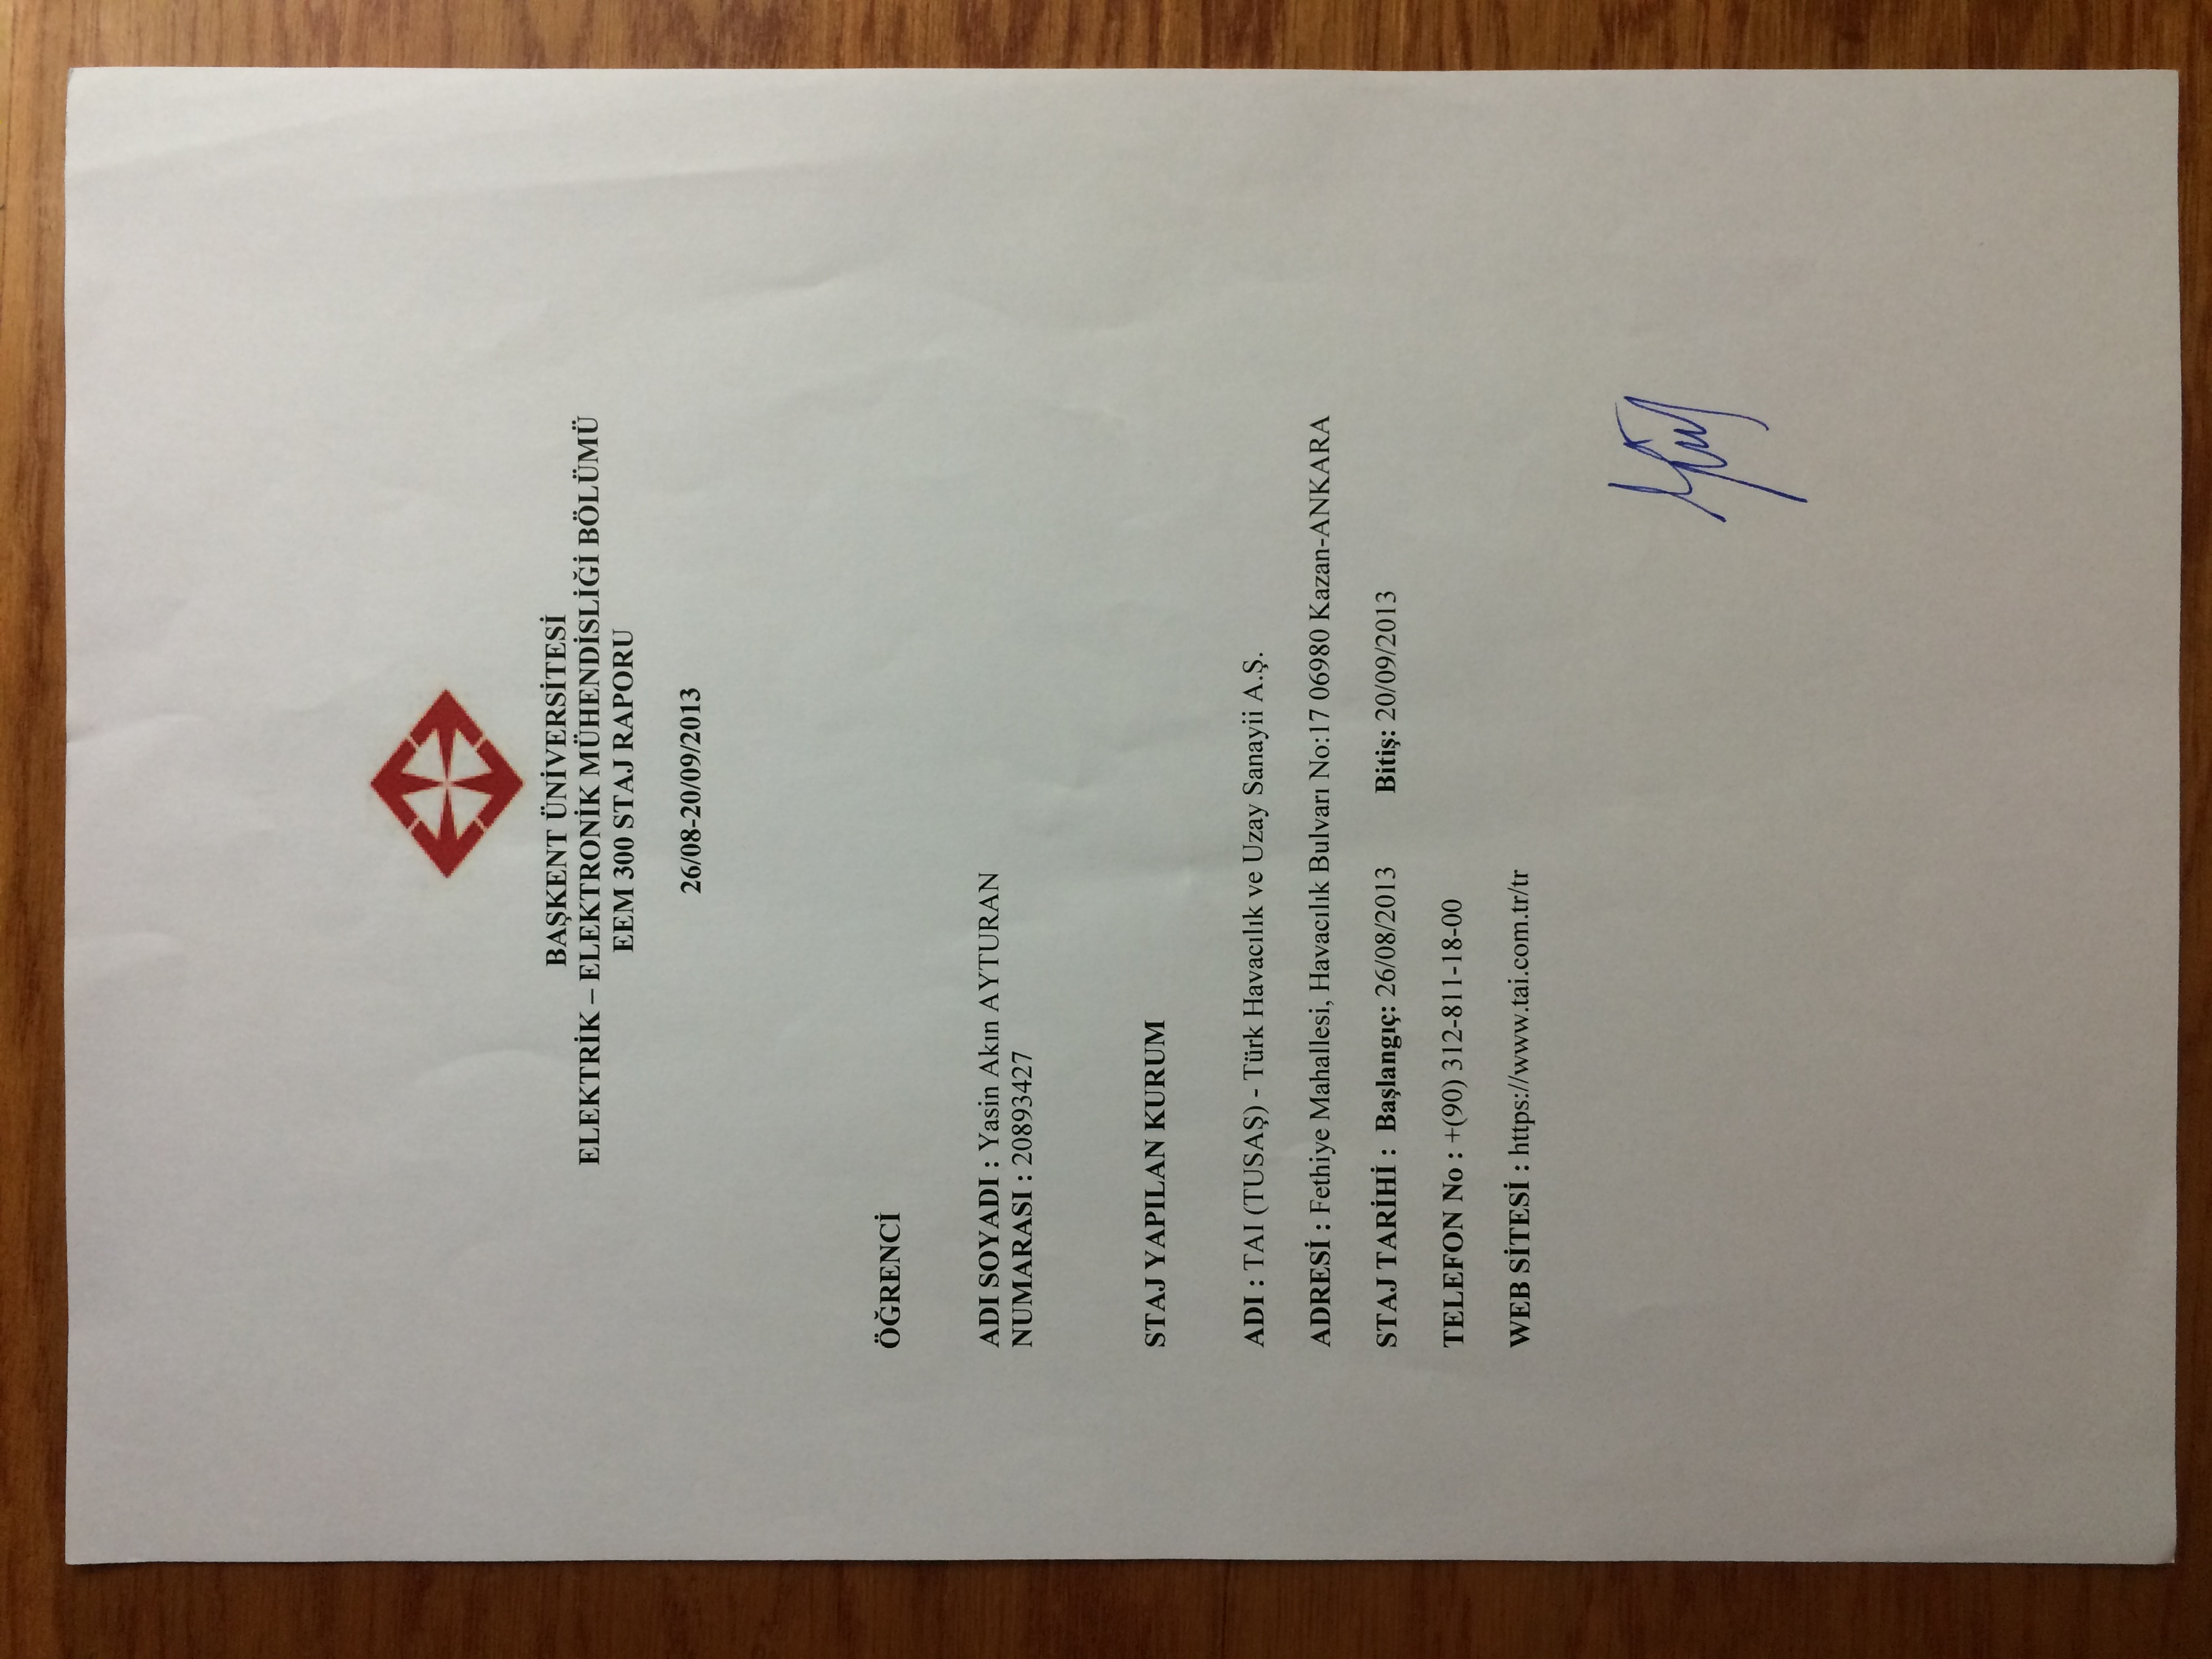 BAŞKENT ÜNİVERSİTESİ
ELEKTRİK – ELEKTRONİK MÜHENDİSLİĞİ BÖLÜMÜ
EEM 300 STAJ RAPORU
26/08-20/09/2013
ÖĞRENCİ
ADI SOYADI : Yasin Akın AYTURAN
NUMARASI : 20893427
STAJ YAPILAN KURUM
ADI : TAI (TUSAŞ) - Türk Havacılık ve Uzay Sanayii A.Ş.
ADRESİ : Fethiye Mahallesi, Havacılık Bulvarı No:17 06980 Kazan-ANKARA
STAJ TARİHİ : Başlangıç: 26/08/2013 Bitiş: 20/09/2013
TELEFON No : +(90) 312-811-18-00
WEB SİTESİ : https://www.tai.com.tr/tr